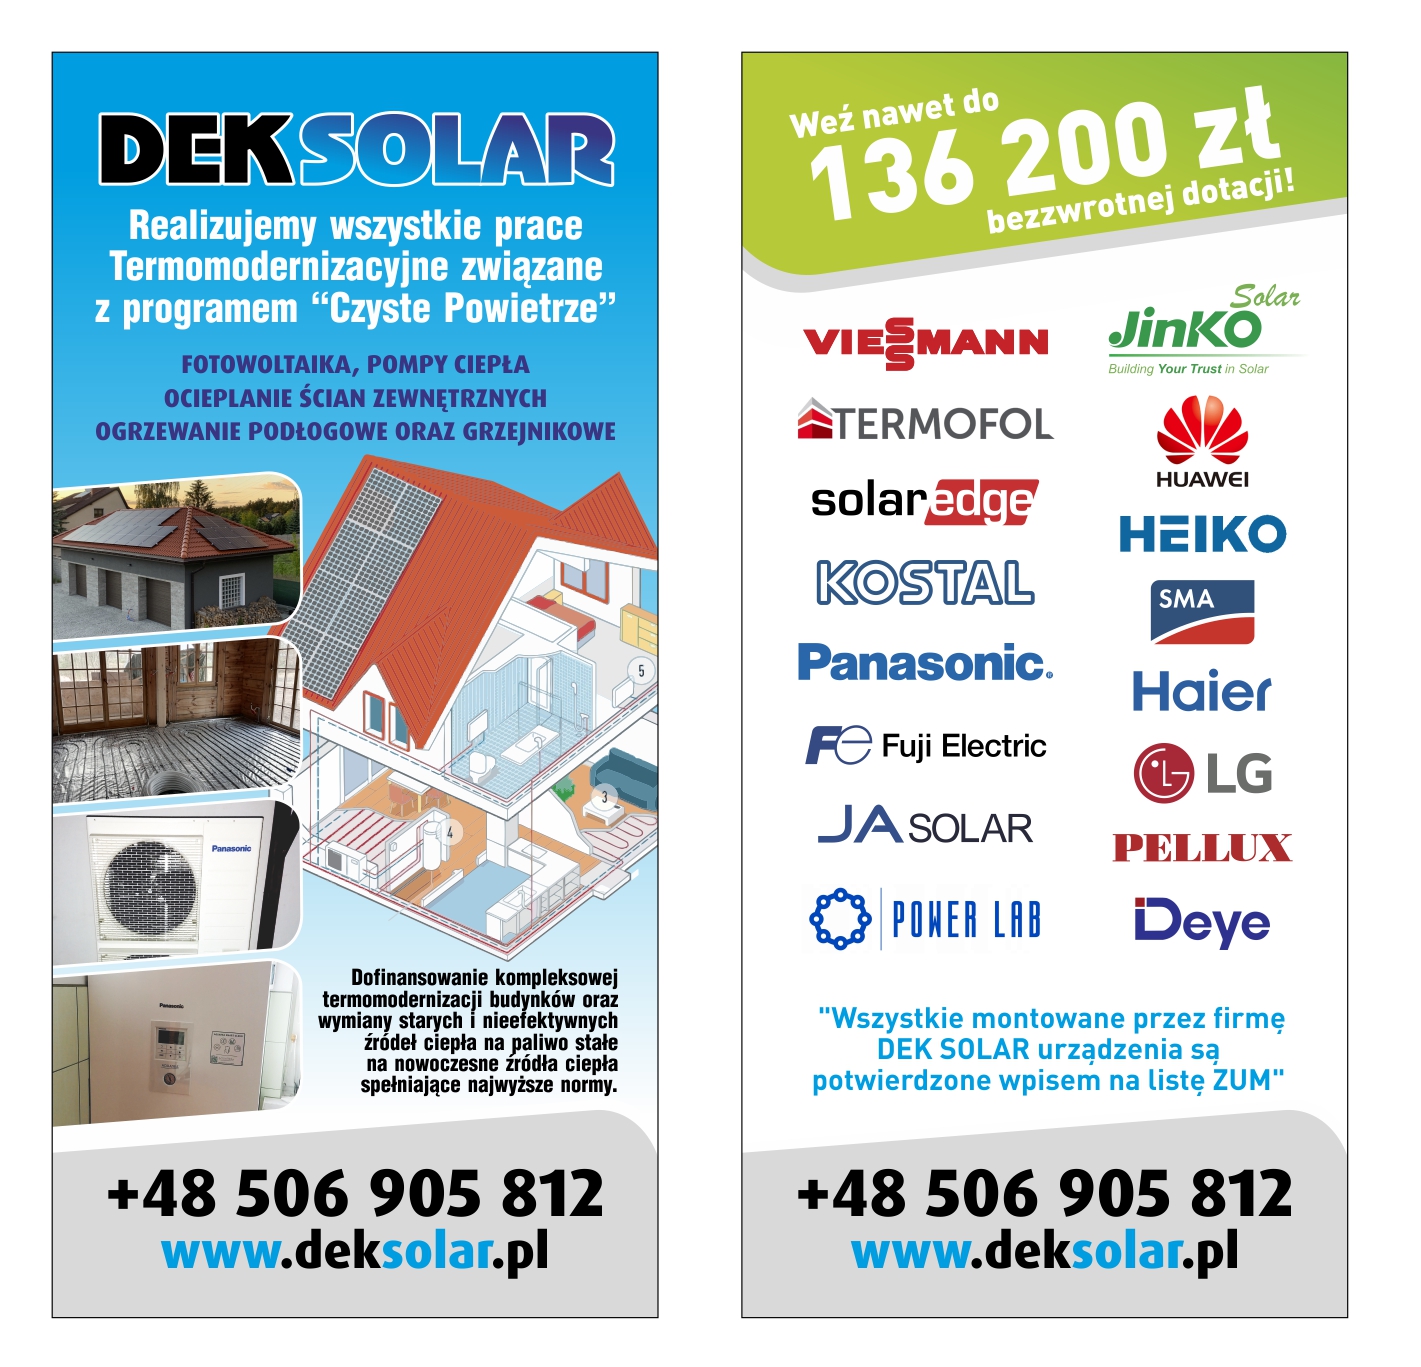 DEKSOLAR
Realizujemy wszystkie prace
Termomodernizacyjne związane
z programem “Czyste Powietrze”
FOTOWOLTAIKA, POMPY CIEPŁA
OCIEPLANIE ŚCIAN ZEWNĘTRZNYCH
OGRZEWANIE PODŁOGOWE ORAZ GRZEJNIKOWE
5
3
4
Panasonic
Panasonic
Dofinansowanie kompleksowej
termomodernizacji budynków oraz
wymiany starych i nieefektywnych
źródeł ciepła na paliwo stałe
na nowoczesne źródła ciepła
spełniające najwyższe normy.
+48 506 905 812
www.deksolar.pl
Weź nawet do
136 200 zł
bezzwrotnej dotacji!
VIESSMANN
TERMOFOL
solaredge
KOSTAL
Panasonic®
Fe Fuji Electric
JA SOLAR
POWER LAB
Solar
JinKO
Building Your Trust in Solar
HUAWEI
HEIKO
SMA
Haier
LG
PELLUX
Deye
"Wszystkie montowane przez firmę
DEK SOLAR urządzenia są
potwierdzone wpisem na listę ZUM"
+48 506 905 812
www.deksolar.pl